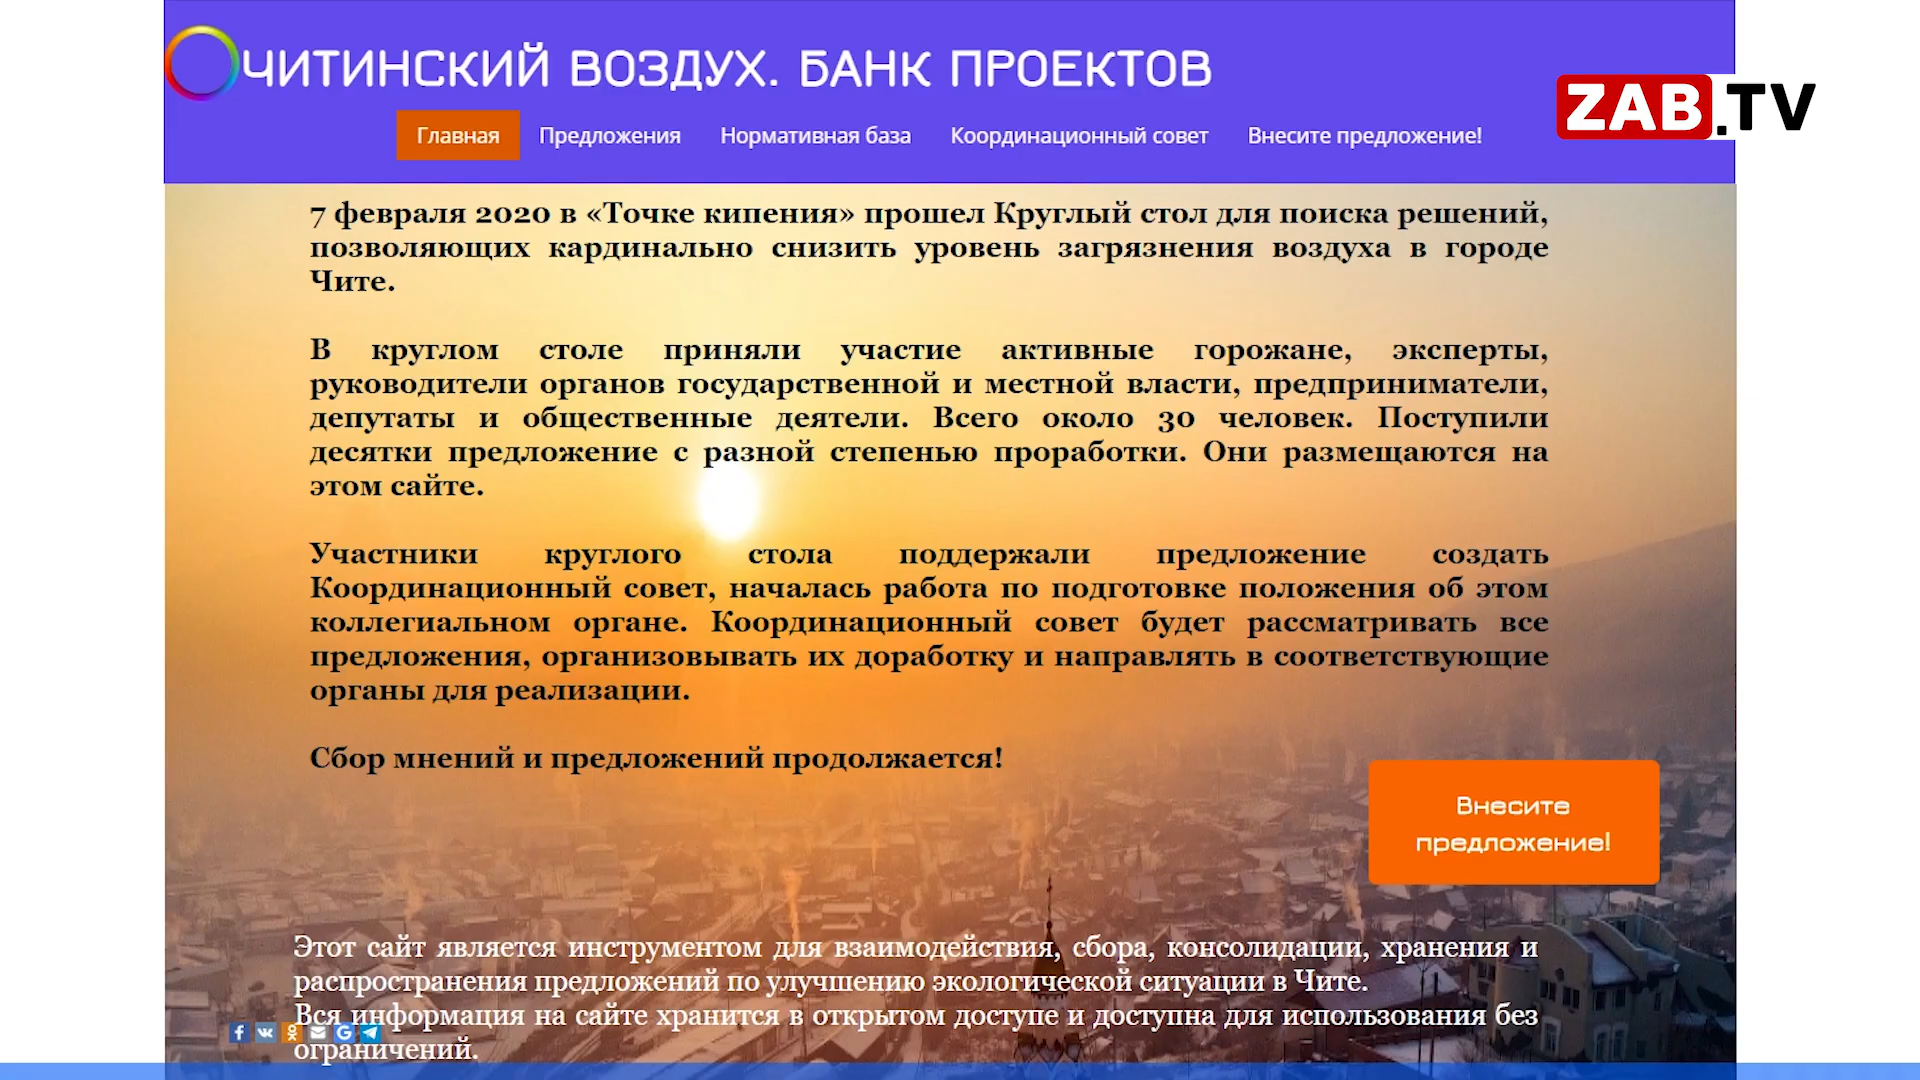 ЧИТИНСКИЙ ВОЗДУХ. БАНК ПРОЕКТОВ
ZAB.TV
Главная Предложения Нормативная база Координационный совет Внесите предложение!
7 февраля 2020 в «Точке кипения» прошел Круглый стол для поиска решений,
позволяющих кардинально снизить уровень загрязнения воздуха в городе
Чите.
В круглом столе приняли участие активные горожане, эксперты,
руководители органов государственной и местной власти, предприниматели,
депутаты и общественные деятели. Всего около 30 человек. Поступили
десятки предложение с разной степенью проработки. Они размещаются на
этом сайте.
Участники круглого стола поддержали предложение создать
Координационный совет, началась работа по подготовке положения об этом
коллегиальном органе. Координационный совет будет рассматривать все
предложения, организовывать их доработку и направлять в соответствующие
органы для реализации.
Сбор мнений и предложений продолжается!
Внесите
предложение!
Этот сайт является инструментом для взаимодействия, сбора, консолидации, хранения и
распространения предложений по улучшению экологической ситуации в Чите.
Вся информация на сайте хранится в открытом доступе и доступна для использования без
ограничений.